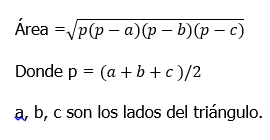 Área =√p(p − a)(p − b)(p − c)
Donde p = (a + b + c )/2
a, b, c son los lados del triángulo.